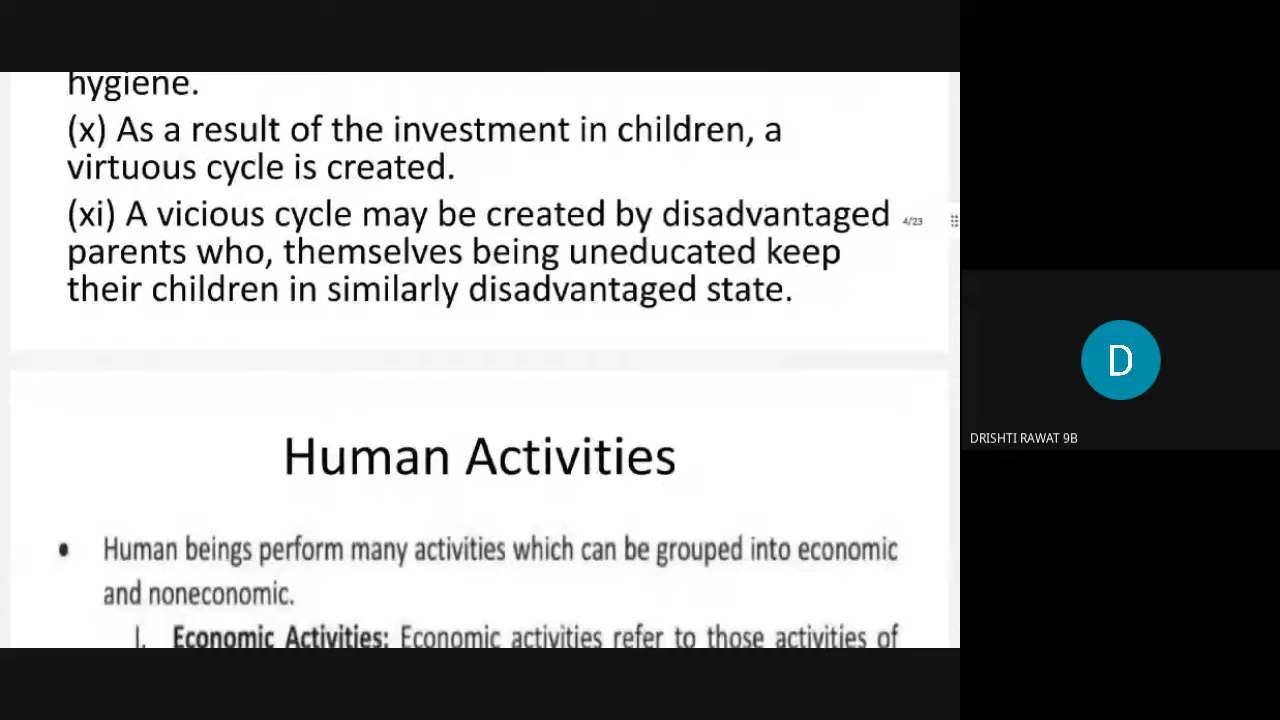 hygiene.
(x) As a result of the investment in children, a
virtuous cycle is created.
(xi) A vicious cycle may be created by disadvantaged
parents who, themselves being uneducated keep
their children in similarly disadvantaged state.
4/23
Human Activities
• Human beings perform many activities which can be grouped into economic
and noneconomic.
I. Economic Activities: Economic activities refer to those activities of
D
DRISHTI RAWAT 9B